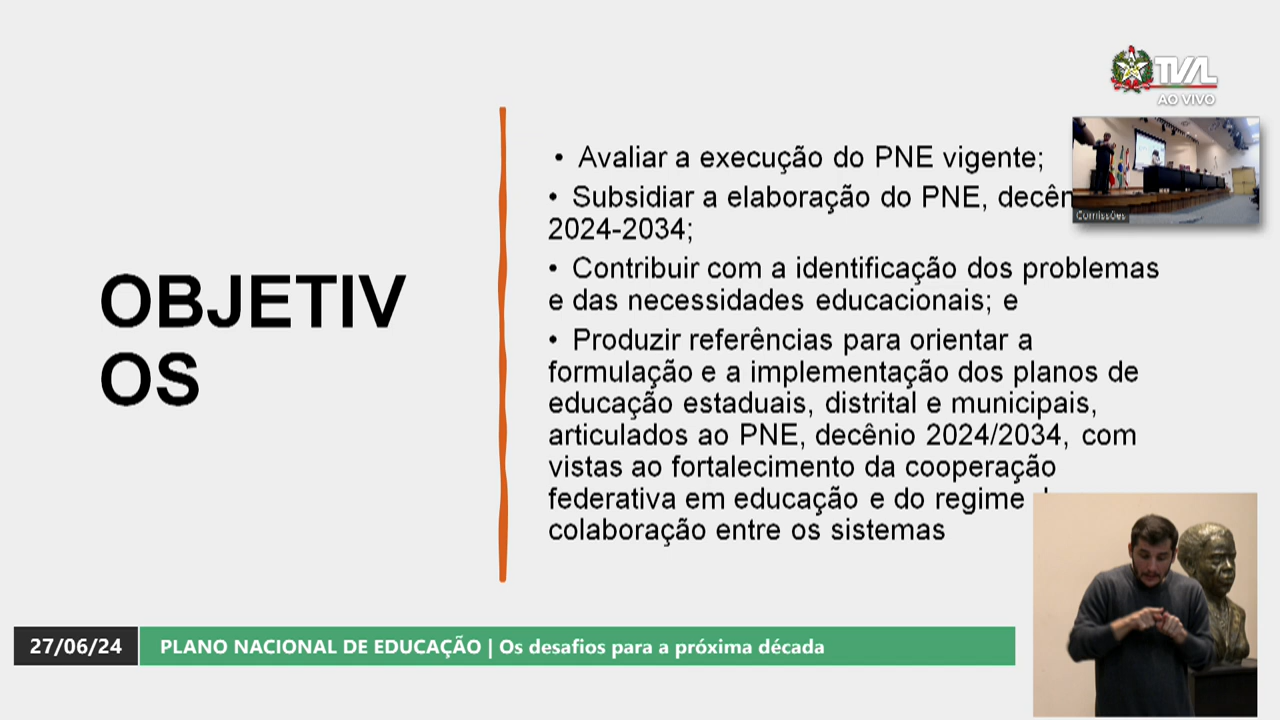 TVAL
AO VIVO
Comissões
OBJETIV
OS
• Avaliar a execução do PNE vigente;
• Subsidiar a elaboração do PNE,
2024-2034;
• Contribuir com a identificação dos problemas
e das necessidades educacionais; e
• Produzir referências para orientar a
formulação e a implementação dos planos de
educação estaduais, distrital e municipais,
articulados ao PNE, decênio 2024/2034, com
vistas ao fortalecimento da cooperação
federativa em educação e do regime
colaboração entre os sistemas
27/06/24
PLANO NACIONAL DE EDUCAÇÃO | Os desafios para a próxima década